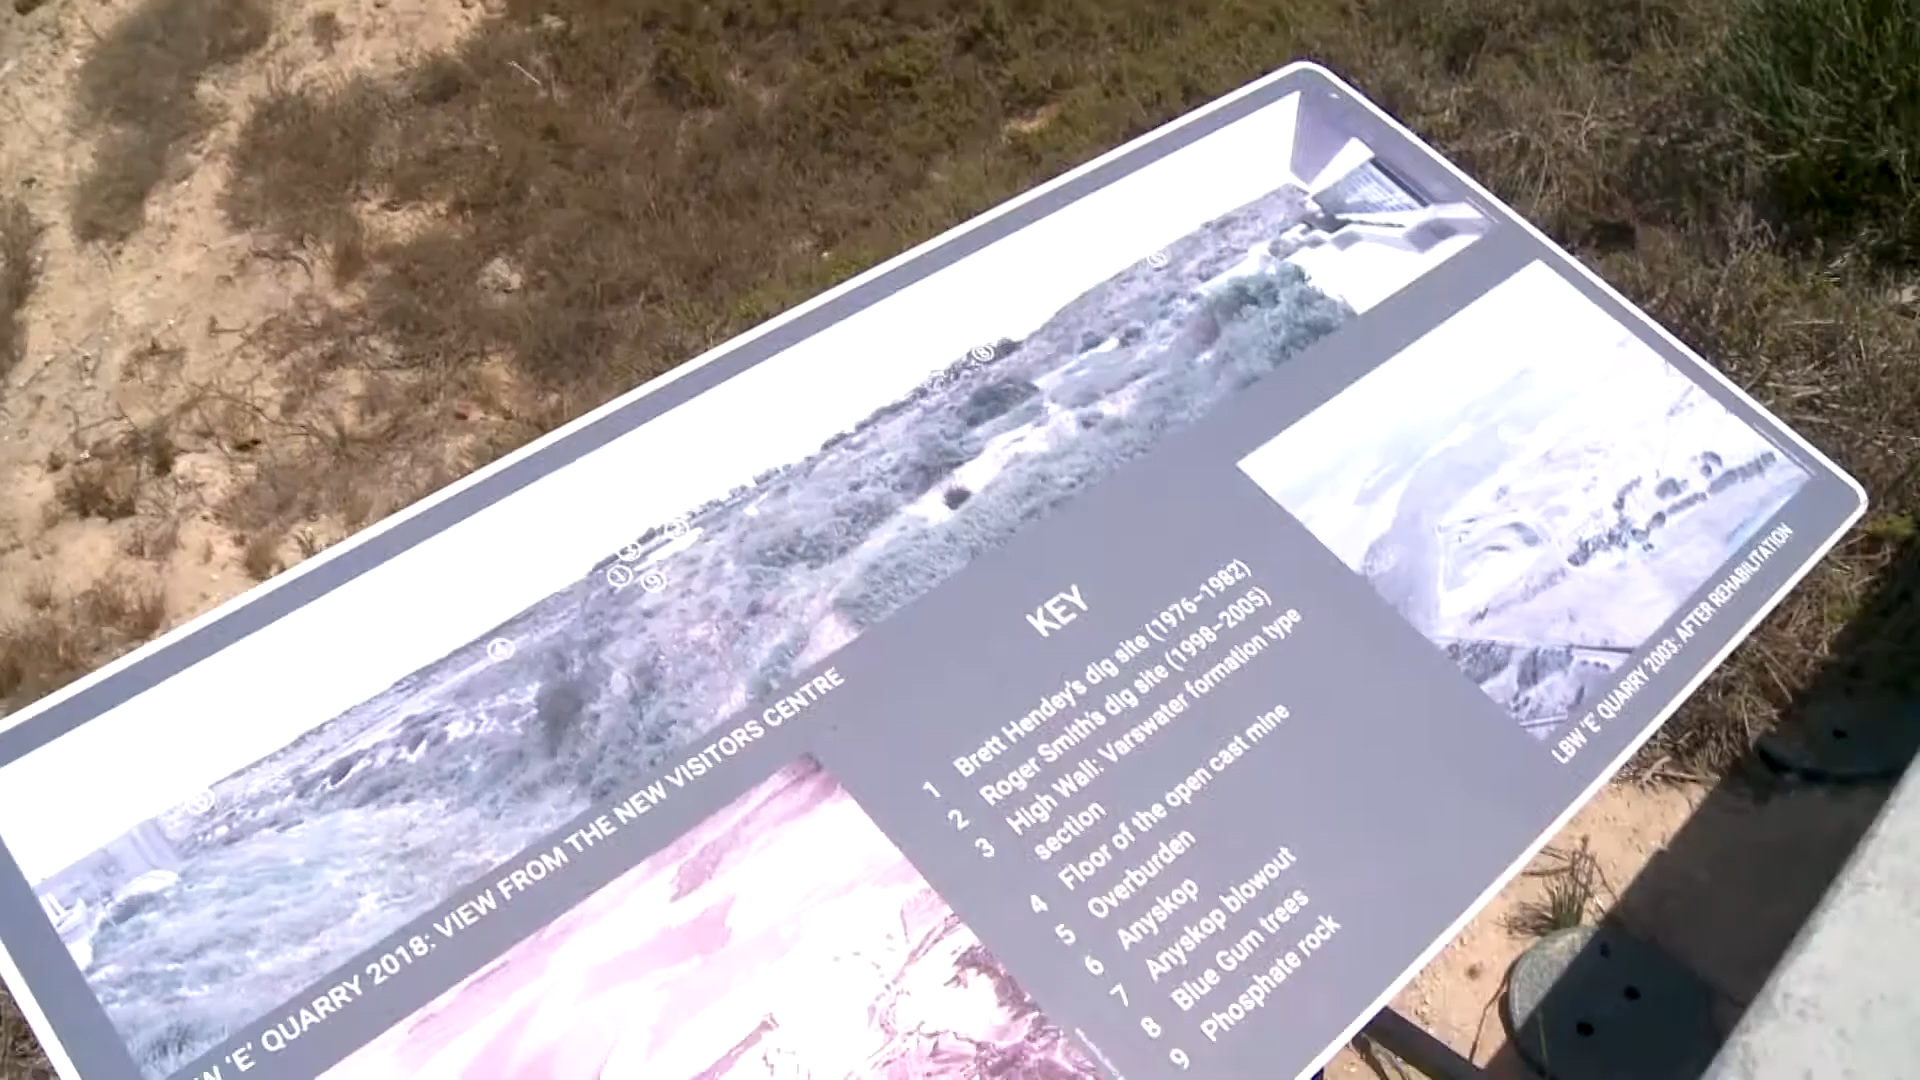 'E' QUARRY 2018: VIEW FROM THE NEW VISITORS CENTRE
KEY
1 Brett Hendey's dig site (1976–1982)
2 Roger Smith's dig site (1998–2005)
3 High Wall: Varswater formation type
section
4 Floor of the open cast mine
5 Overburden
6 Anyskop
7 Anyskop blowout
8 Blue Gum trees
9 Phosphate rock
LBW 'E' QUARRY 2003: AFTER REHABILITATION